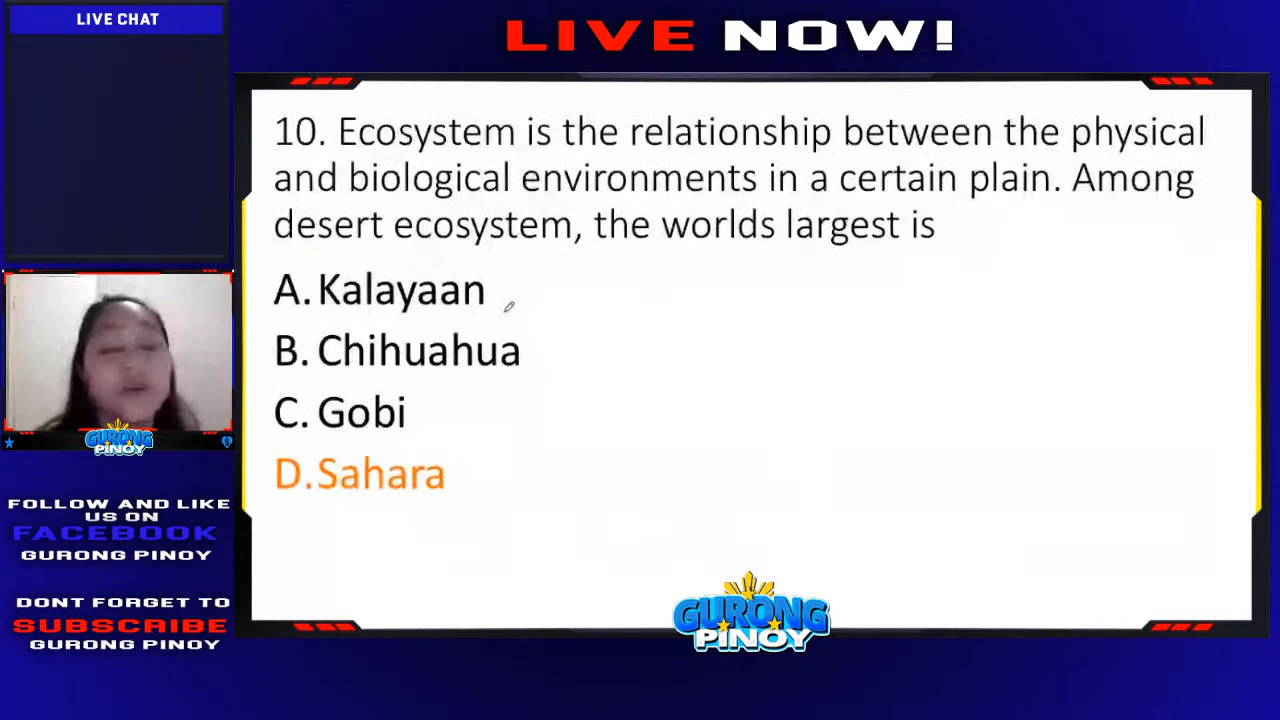 LIVE CHAT
LIVE NOW!
10. Ecosystem is the relationship between the physical
and biological environments in a certain plain. Among
desert ecosystem, the worlds largest is
A. Kalayaan
B. Chihuahua
C. Gobi
D. Sahara
GURONG
PINOY
FOLLOW AND LIKE
US ON
FACEBOOK
GURONG PINOY
DONT FORGET TO
SUBSCRIBE
GURONG PINOY
GURONG
PINOY